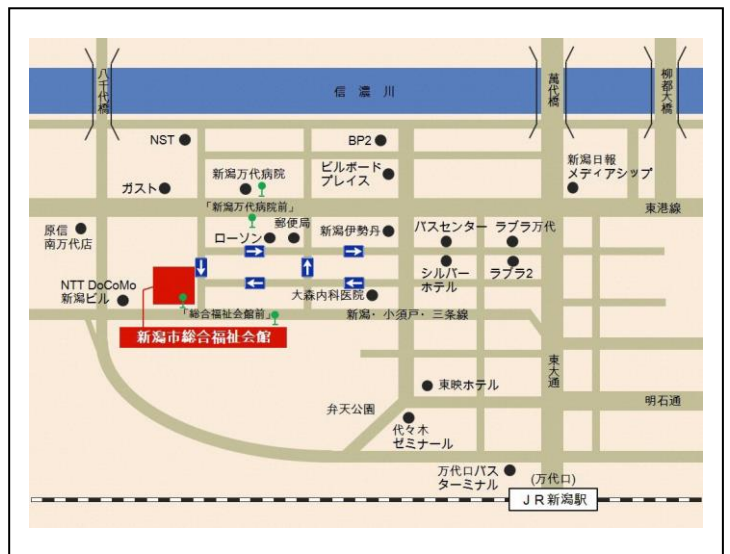 八千代橋
信濃川
萬代橋
柳都大橋
NST
BP2
新潟万代病院
ビルボード
プレイス
新潟日報
メディアシップ
ガスト
「新潟万代病院前」
東港線
原信
南万代店
郵便局
ローソン
新潟伊勢丹
バスセンター
ラブラ万代
シルバー
ホテル
ラブラ2
NTT DoCoMo
新潟ビル
大森内科医院
「総合福祉会館前」
新潟・小須戸・三条線
新潟市総合福祉会館
東大通
東映ホテル
明石通
弁天公園
代々木
ゼミナール
万代口バス
ターミナル
(万代口)
JR新潟駅